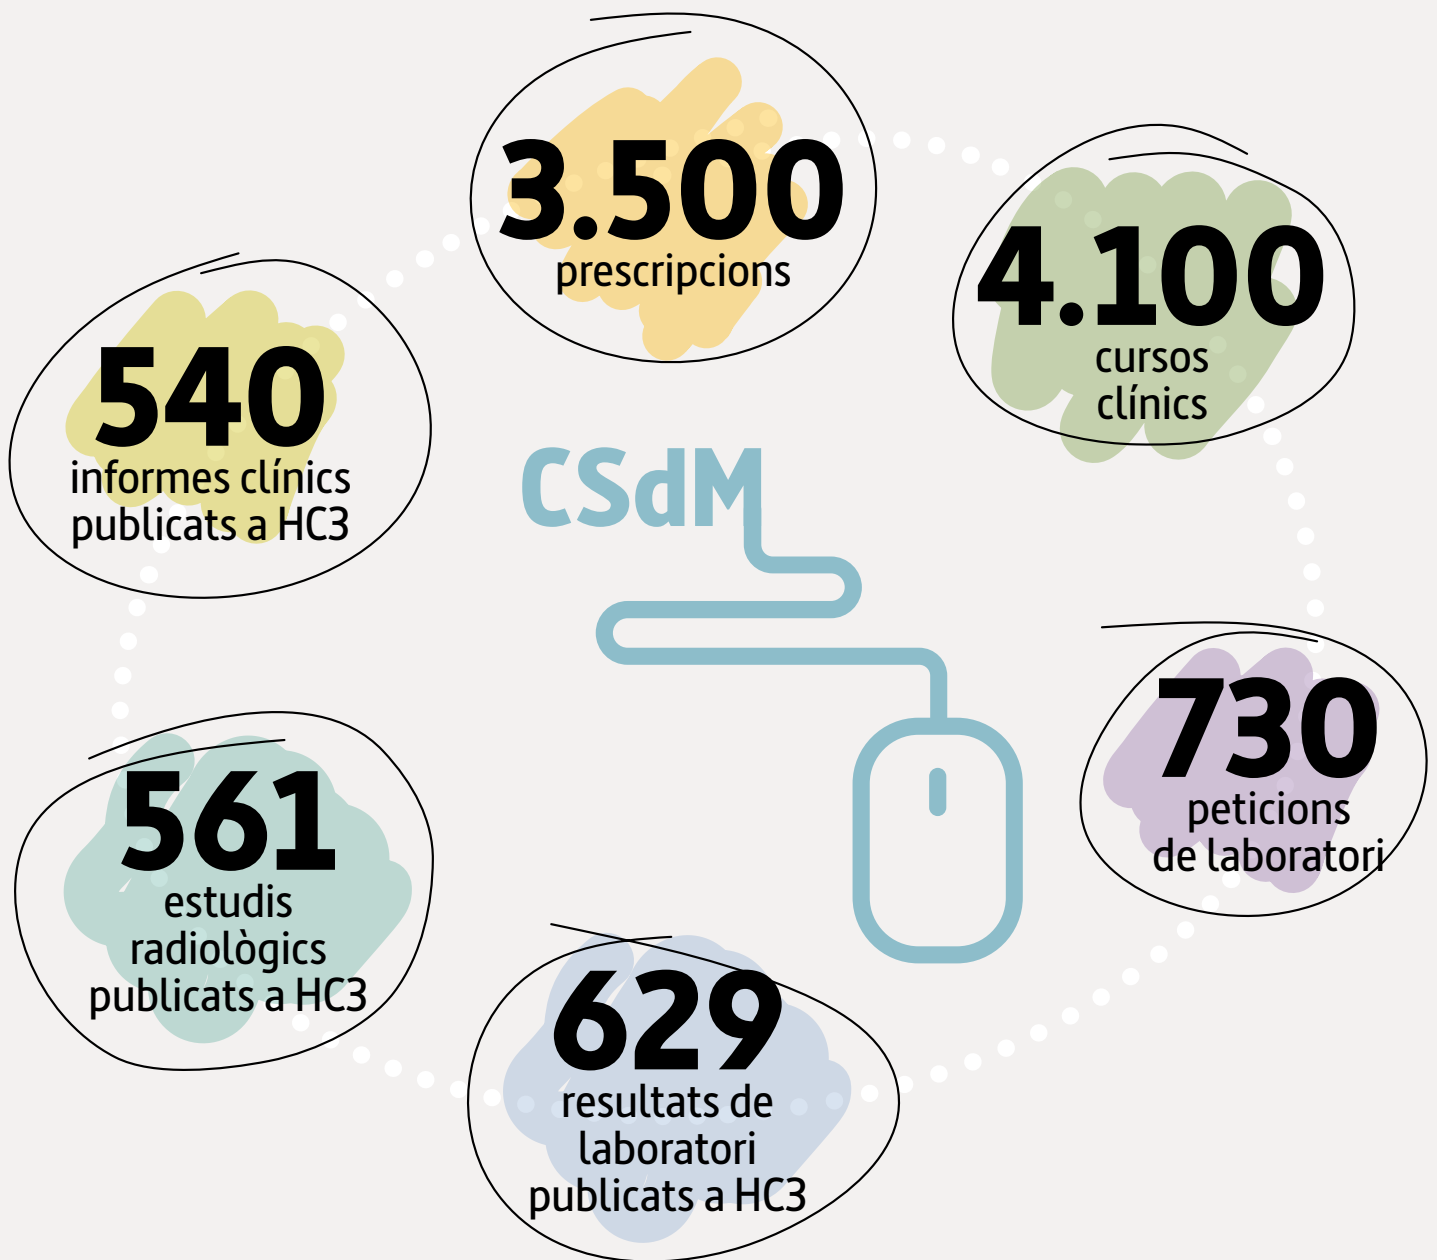 3.500
prescripcions
4.100
cursos
clínics
540
informes clínics
publicats a HC3
CSdM
730
peticions
de laboratori
561
estudis
radiològics
publicats a HC3
629
resultats de
laboratori
publicats a HC3